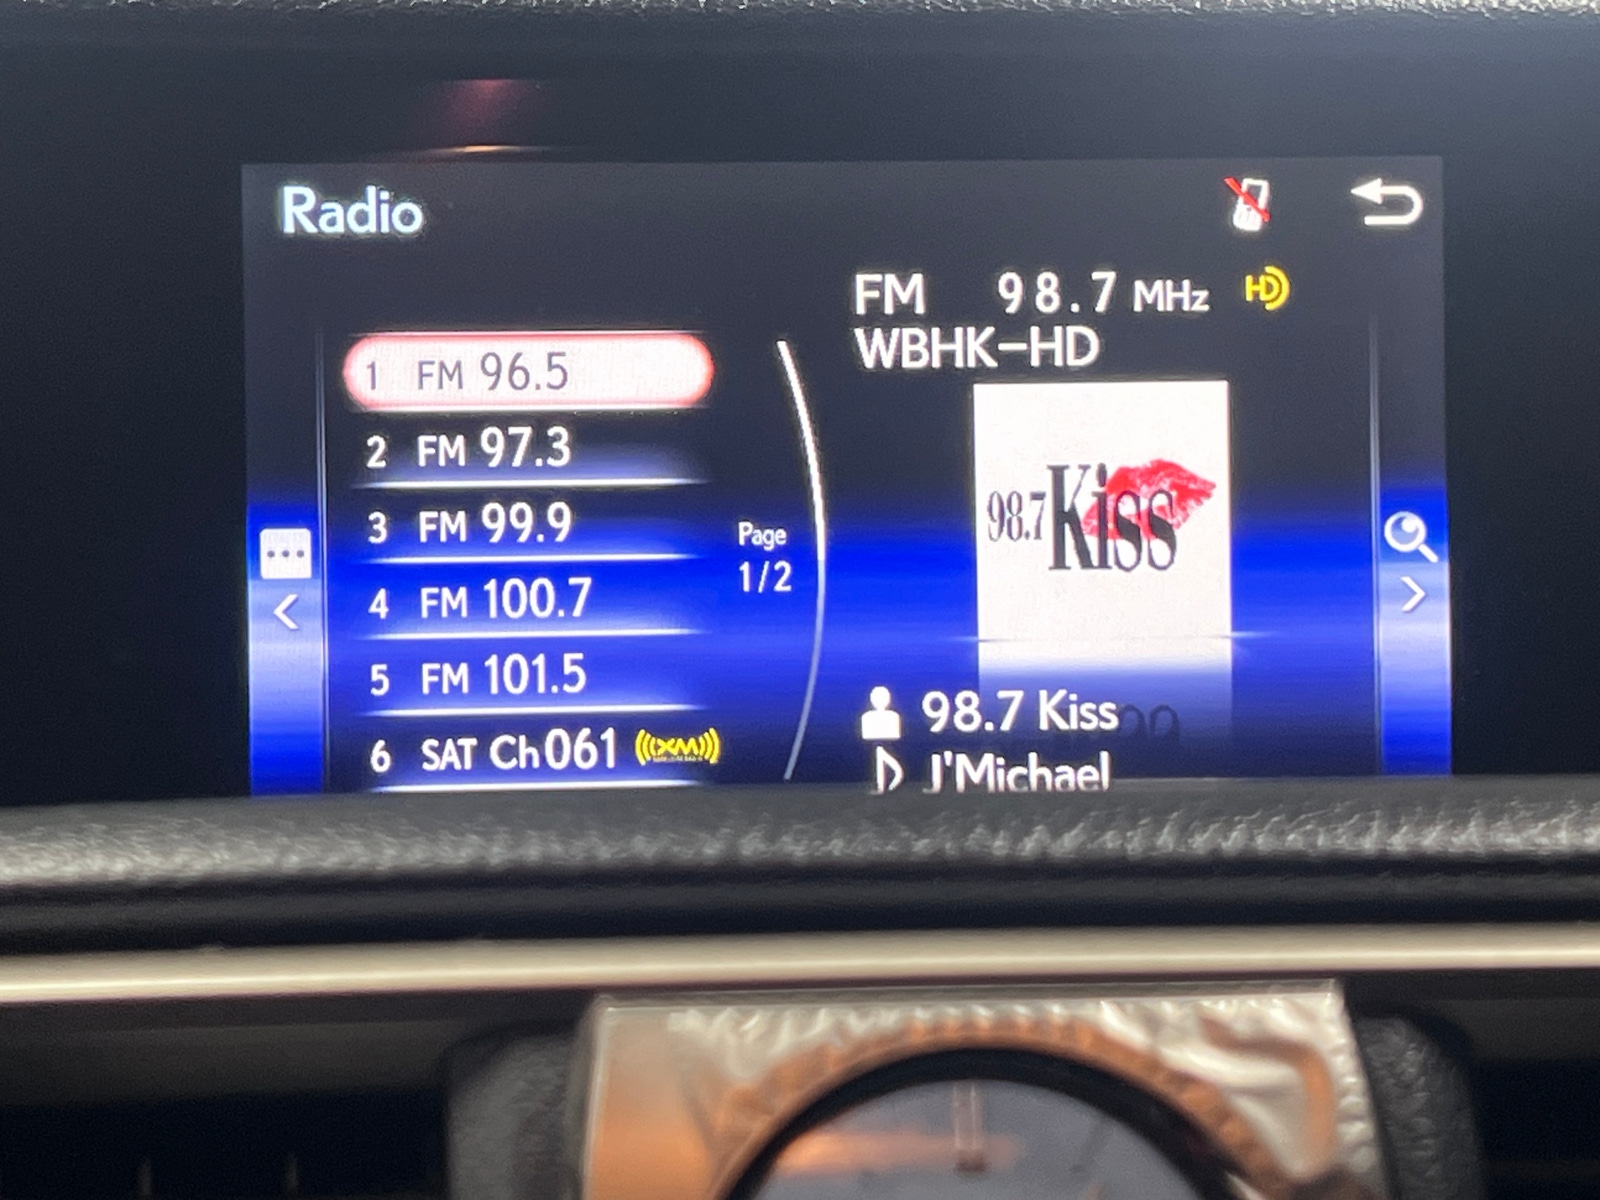 Radio
FM 98.7 MHz HD
WBHK-HD
1 FM 96.5
2 FM 97.3
3 FM 99.9
4 FM 100.7
5 FM 101.5
6 SAT Ch061 ((XM))
Page
1/2
98.7 Kiss
98.7 Kiss
J'Michael